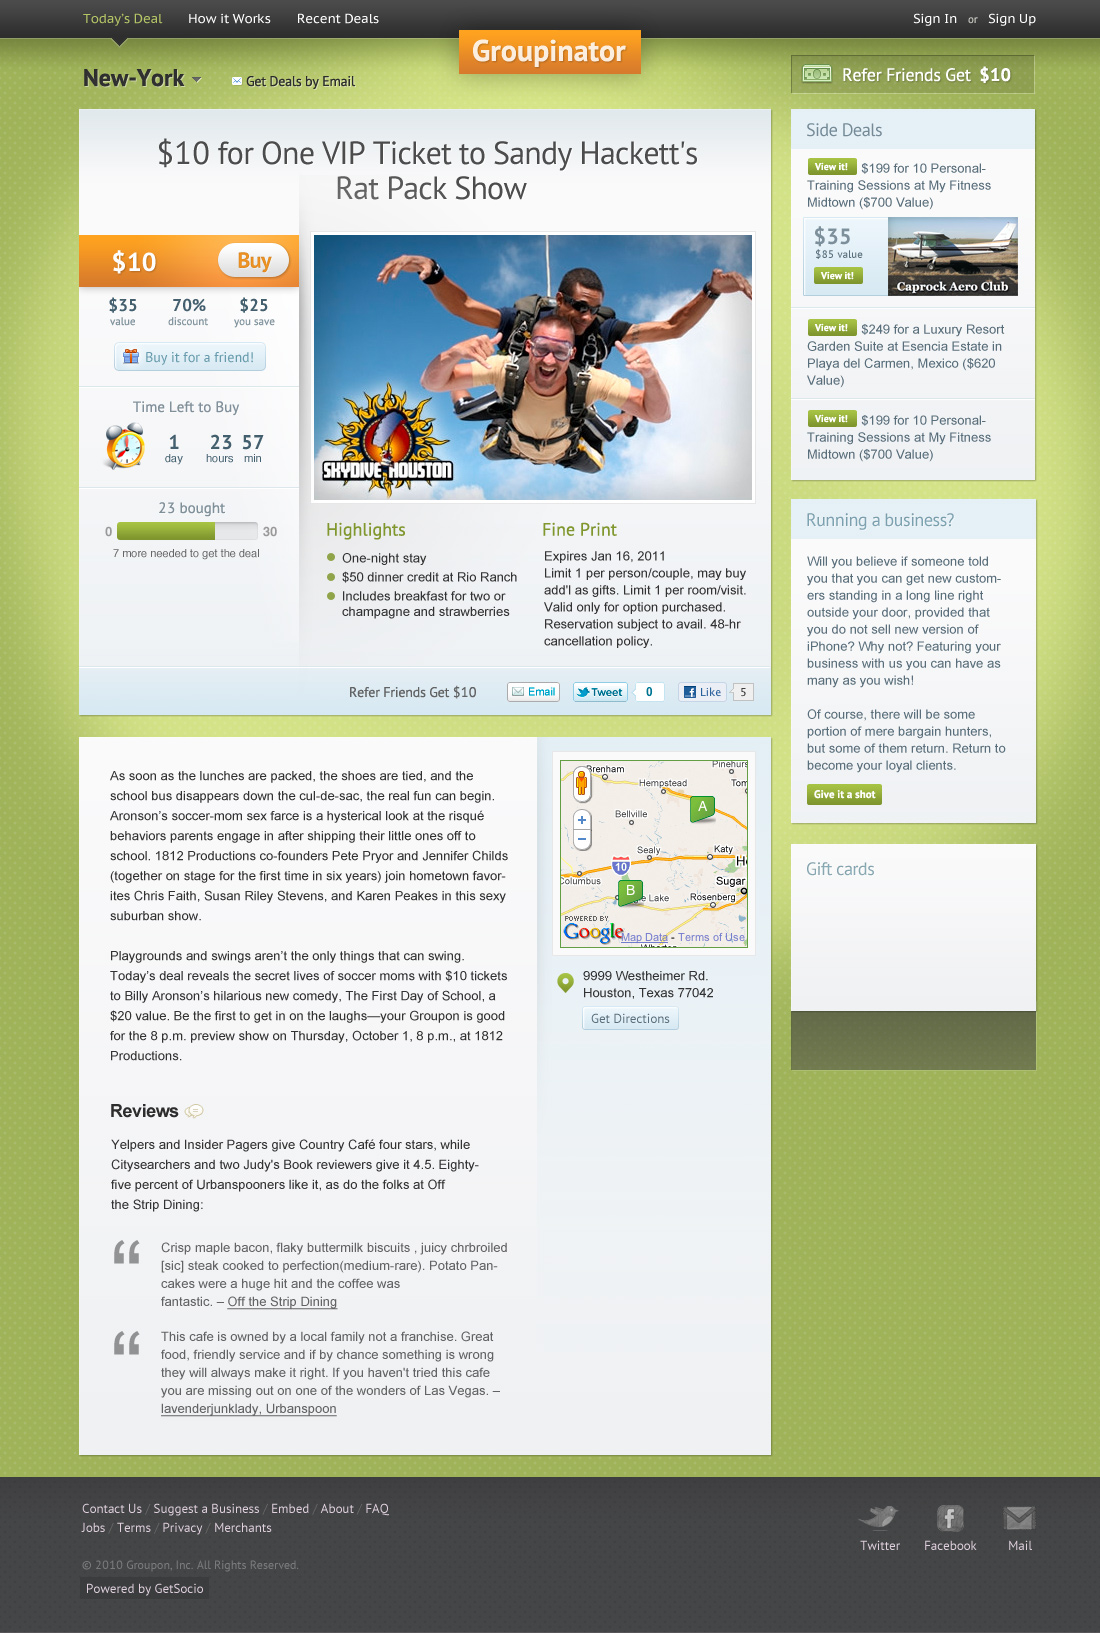 Today's Deal How it Works Recent Deals
Sign In or Sign Up
Groupinator
New-York
Get Deals by Email
Refer Friends Get $10
$10 for One VIP Ticket to Sandy Hackett's
Rat Pack Show
$10
Buy
$35 70% $25
value discount you save
Buy it for a friend!
Time Left to Buy
1 23 57
day hours min
23 bought
0 30
7 more needed to get the deal
SKYDIVE HOUSTON
Highlights
One-night stay
$50 dinner credit at Rio Ranch
Includes breakfast for two or
champagne and strawberries
Fine Print
Expires Jan 16, 2011
Limit 1 per person/couple, may buy
add'l as gifts. Limit 1 per room/visit.
Valid only for option purchased.
Reservation subject to avail. 48-hr
cancellation policy.
Refer Friends Get $10
Email
Tweet 0
Like 5
Side Deals
View it! $199 for 10 Personal-
Training Sessions at My Fitness
Midtown ($700 Value)
$35
$85 value
View it!
Caprock Aero Club
View it! $249 for a Luxury Resort
Garden Suite at Esencia Estate in
Playa del Carmen, Mexico ($620
Value)
View it! $199 for 10 Personal-
Training Sessions at My Fitness
Midtown ($700 Value)
Running a business?
Will you believe if someone told
you that you can get new custom-
ers standing in a long line right
outside your door, provided that
you do not sell new version of
iPhone? Why not? Featuring your
business with us you can have as
many as you wish!
Of course, there will be some
portion of mere bargain hunters,
but some of them return. Return to
become your loyal clients.
Give it a shot
Gift cards
As soon as the lunches are packed, the shoes are tied, and the
school bus disappears down the cul-de-sac, the real fun can begin.
Aronson's soccer-mom sex farce is a hysterical look at the risqué
behaviors parents engage in after shipping their little ones off to
school. 1812 Productions co-founders Pete Pryor and Jennifer Childs
(together on stage for the first time in six years) join hometown favor-
ites Chris Faith, Susan Riley Stevens, and Karen Peakes in this sexy
suburban show.
Playgrounds and swings aren't the only things that can swing.
Today's deal reveals the secret lives of soccer moms with $10 tickets
to Billy Aronson's hilarious new comedy, The First Day of School, a
$20 value. Be the first to get in on the laughs—your Groupon is good
for the 8 p.m. preview show on Thursday, October 1, 8 p.m., at 1812
Productions.
Brenham
Pinehurs
Hempstead
Tom
A
Bellville
+
−
Sealy
Katy
Ho
10
Columbus
Sugar
B
e Lake
Rosenberg
POWERED BY
Google
Map Data - Terms of Use
9999 Westheimer Rd.
Houston, Texas 77042
Get Directions
Reviews
Yelpers and Insider Pagers give Country Café four stars, while
Citysearchers and two Judy's Book reviewers give it 4.5. Eighty-
five percent of Urbanspooners like it, as do the folks at Off
the Strip Dining:
“ Crisp maple bacon, flaky buttermilk biscuits , juicy chrbroiled
[sic] steak cooked to perfection(medium-rare). Potato Pan-
cakes were a huge hit and the coffee was
fantastic. – Off the Strip Dining
“ This cafe is owned by a local family not a franchise. Great
food, friendly service and if by chance something is wrong
they will always make it right. If you haven't tried this cafe
you are missing out on one of the wonders of Las Vegas. –
lavenderjunklady, Urbanspoon
Contact Us / Suggest a Business / Embed / About / FAQ
Jobs / Terms / Privacy / Merchants
© 2010 Groupon, Inc. All Rights Reserved.
Powered by GetSocio
Twitter Facebook Mail